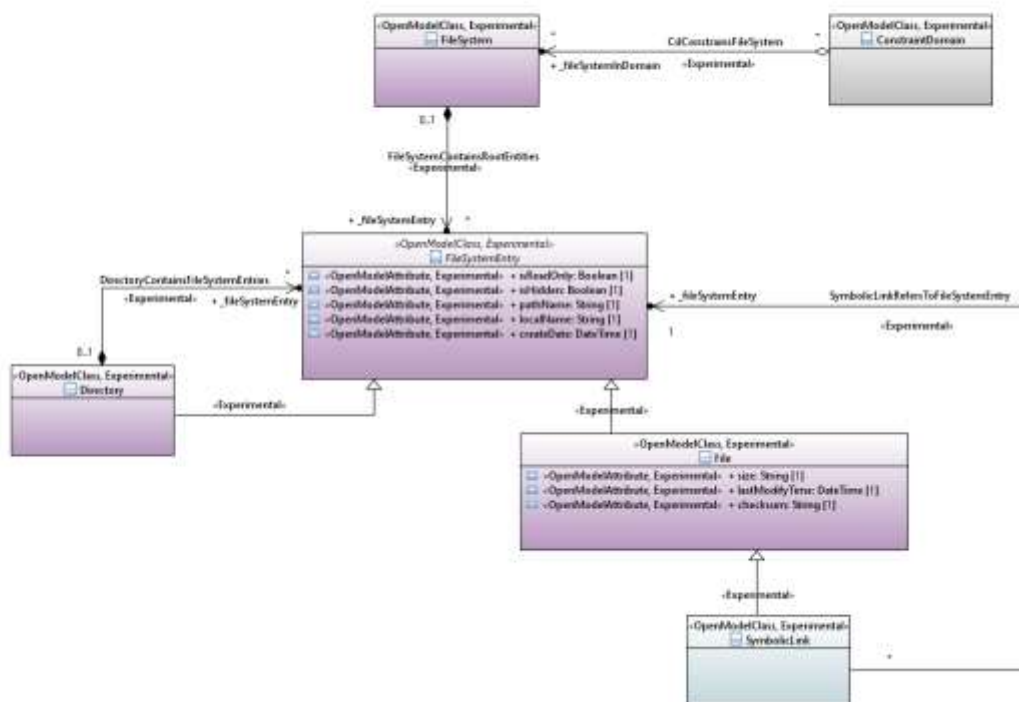 «OpenModelClass, Experimental»
FileSystem
«OpenModelClass, Experimental»
ConstraintDomain
*
CdConstrainsFileSystem
*
+ _fileSystemInDomain
«Experimental»
0..1
FileSystemContainsRootEntities
«Experimental»
+ _fileSystemEntry
*
«OpenModelClass, Experimental»
FileSystemEntry
«OpenModelAttribute, Experimental» + isReadOnly: Boolean [1]
«OpenModelAttribute, Experimental» + isHidden: Boolean [1]
«OpenModelAttribute, Experimental» + pathName: String [1]
«OpenModelAttribute, Experimental» + localName: String [1]
«OpenModelAttribute, Experimental» + createDate: DateTime [1]
DirectoryContainsFileSystemEntries
*
«Experimental»
+ _fileSystemEntry
0..1
+ _fileSystemEntry
SymbolicLinkRefersToFileSystemEntry
1
«Experimental»
«OpenModelClass, Experimental»
Directory
«Experimental»
«Experimental»
«OpenModelClass, Experimental»
File
«OpenModelAttribute, Experimental» + size: String [1]
«OpenModelAttribute, Experimental» + lastModifyTime: DateTime [1]
«OpenModelAttribute, Experimental» + checksum: String [1]
«Experimental»
«OpenModelClass, Experimental»
SymbolicLink
*